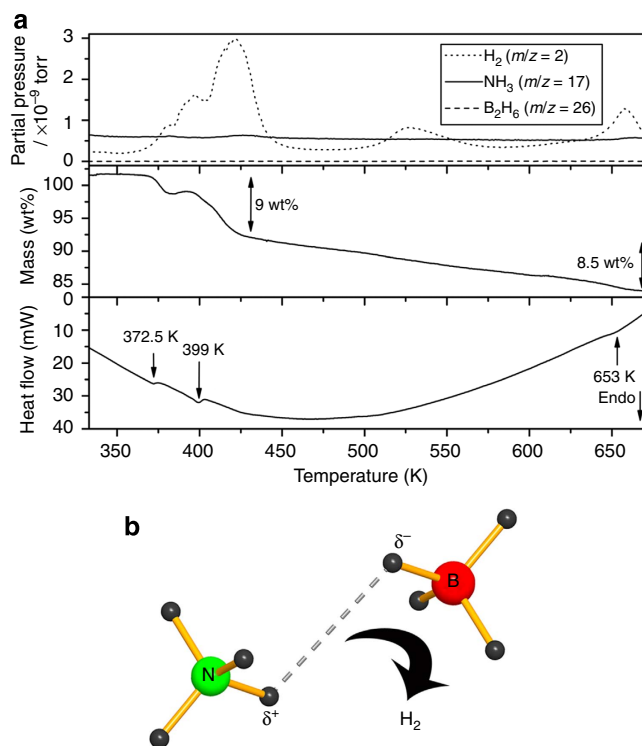 a
3
2
1
0
Partial pressure
/ ×10⁻⁹ torr
H₂ (m/z = 2)
NH₃ (m/z = 17)
B₂H₆ (m/z = 26)
100
95
90
85
0
Mass (wt%)
9 wt%
8.5 wt%
10
20
30
40
Heat flow (mW)
372.5 K
399 K
653 K
Endo
350 400 450 500 550 600 650
Temperature (K)
b
δ⁻
B
N
δ⁺
H₂